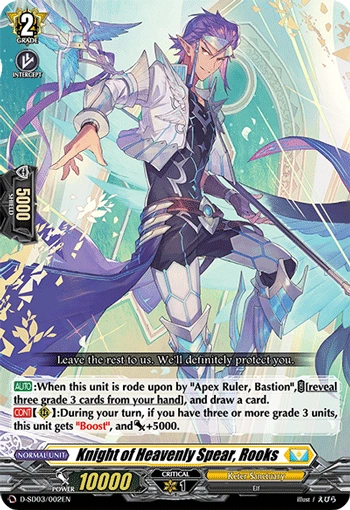 2
GRADE
INTERCEPT
5000
SHIELD
Leave the rest to us. We'll definitely protect you.
AUTO:When this unit is rode upon by "Apex Ruler, Bastion", [reveal
three grade 3 cards from your hand], and draw a card.
CONT【】:During your turn, if you have three or more grade 3 units,
this unit gets "Boost", and +5000.
NORMAL UNIT
Knight of Heavenly Spear, Rooks
POWER 10000
CRITICAL
1
Keter Sanctuary
Elf
D-SD03/002EN
illust / えびら